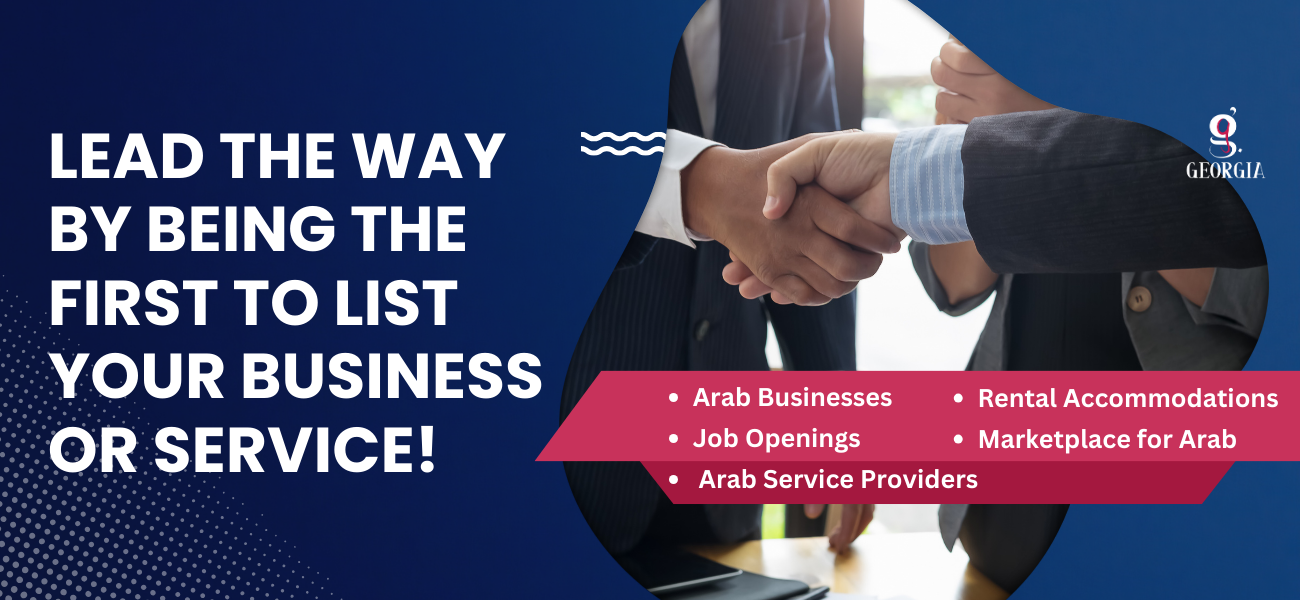 LEAD THE WAY
BY BEING THE
FIRST TO LIST
YOUR BUSINESS
OR SERVICE!
g.
GEORGIA
• Arab Businesses
• Job Openings
• Arab Service Providers
• Rental Accommodations
• Marketplace for Arab